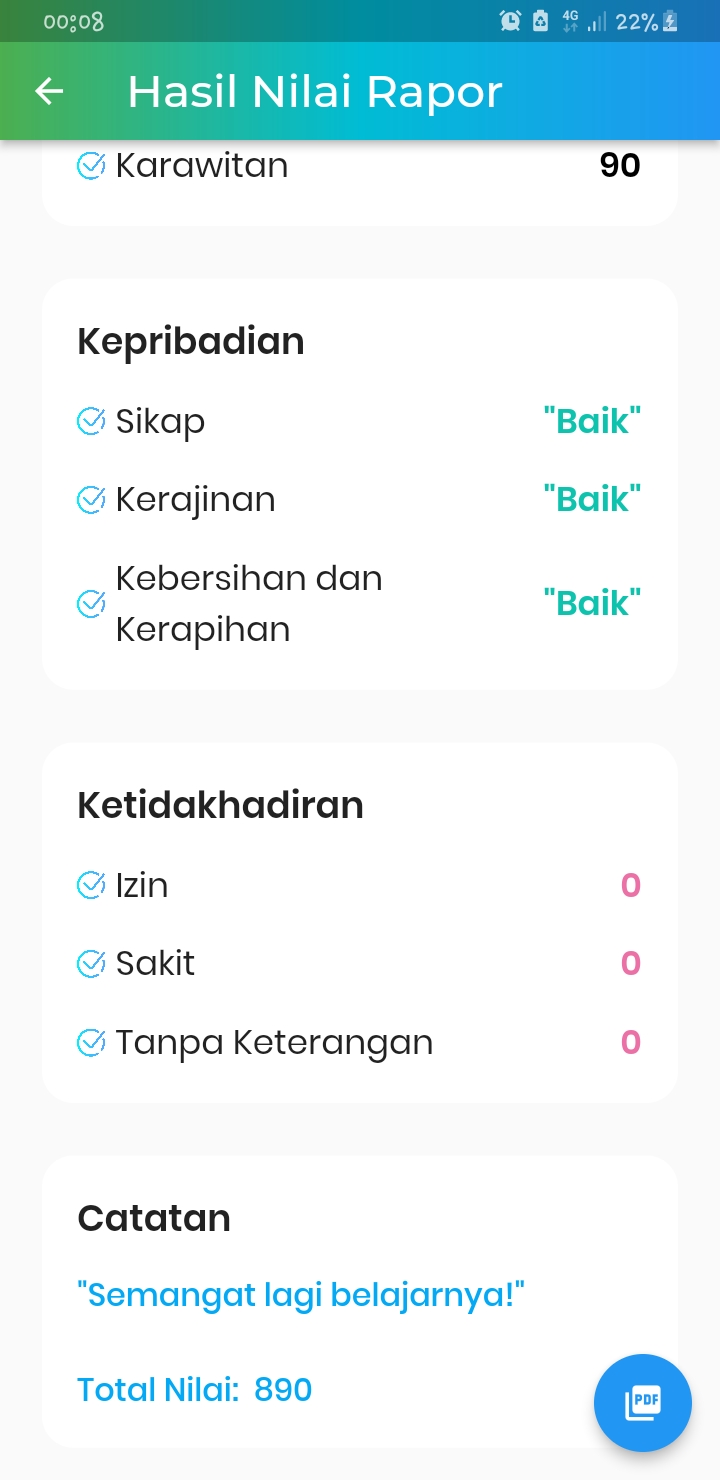 00:08
4G
22%
Hasil Nilai Rapor
Karawitan 90
Kepribadian
Sikap "Baik"
Kerajinan "Baik"
Kebersihan dan
Kerapihan "Baik"
Ketidakhadiran
Izin 0
Sakit 0
Tanpa Keterangan 0
Catatan
"Semangat lagi belajarnya!"
Total Nilai: 890
PDF